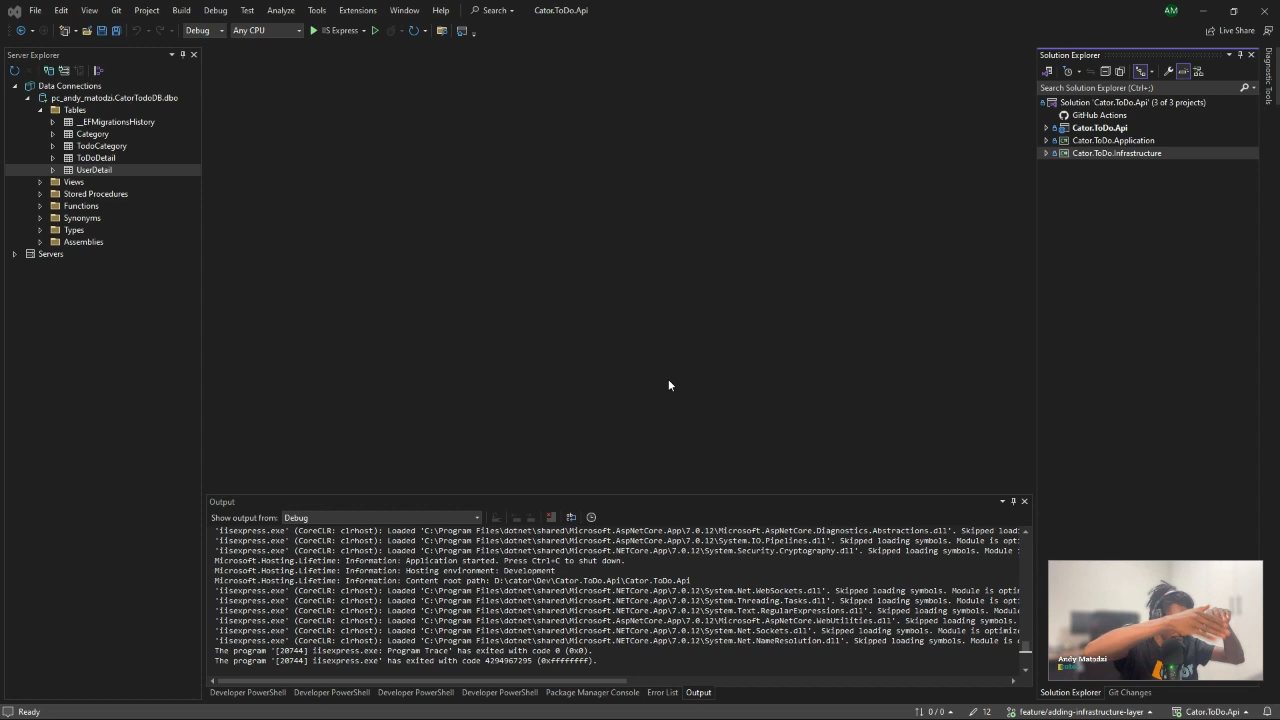 File Edit View Git Project Build Debug Test Analyze Tools Extensions Window Help Search Cator.ToDo.Api AM
Debug Any CPU IIS Express Live Share
Server Explorer
Data Connections
pc_andy_matodzi.CatorTodoDB.dbo
Tables
__EFMigrationsHistory
Category
TodoCategory
ToDoDetail
UserDetail
Views
Stored Procedures
Functions
Synonyms
Types
Assemblies
Servers
Solution Explorer
Search Solution Explorer (Ctrl+;)
Solution 'Cator.ToDo.Api' (3 of 3 projects)
GitHub Actions
Cator.ToDo.Api
Cator.ToDo.Application
Cator.ToDo.Infrastructure
Diagnostic Tools
Output
Show output from: Debug
'iisexpress.exe' (CoreCLR: clrhost): Loaded 'C:\Program Files\dotnet\shared\Microsoft.AspNetCore.App\7.0.12\Microsoft.AspNetCore.Diagnostics.Abstractions.dll'. Skipped load
'iisexpress.exe' (CoreCLR: clrhost): Loaded 'C:\Program Files\dotnet\shared\Microsoft.AspNetCore.App\7.0.12\System.IO.Pipelines.dll'. Skipped loading symbols. Module is opt
'iisexpress.exe' (CoreCLR: clrhost): Loaded 'C:\Program Files\dotnet\shared\Microsoft.NETCore.App\7.0.12\System.Security.Cryptography.dll'. Skipped loading symbols. Module
Microsoft.Hosting.Lifetime: Information: Application started. Press Ctrl+C to shut down.
Microsoft.Hosting.Lifetime: Information: Hosting environment: Development
Microsoft.Hosting.Lifetime: Information: Content root path: D:\cator\Dev\Cator.ToDo.Api\Cator.ToDo.Api
'iisexpress.exe' (CoreCLR: clrhost): Loaded 'C:\Program Files\dotnet\shared\Microsoft.NETCore.App\7.0.12\System.Net.WebSockets.dll'. Skipped loading symbols. Module is opti
'iisexpress.exe' (CoreCLR: clrhost): Loaded 'C:\Program Files\dotnet\shared\Microsoft.NETCore.App\7.0.12\System.Threading.Tasks.dll'. Skipped loading symbols. Module is opt
'iisexpress.exe' (CoreCLR: clrhost): Loaded 'C:\Program Files\dotnet\shared\Microsoft.NETCore.App\7.0.12\System.Text.RegularExpressions.dll'. Skipped loading symbols. Modul
'iisexpress.exe' (CoreCLR: clrhost): Loaded 'C:\Program Files\dotnet\shared\Microsoft.AspNetCore.App\7.0.12\Microsoft.AspNetCore.WebUtilities.dll'. Skipped loading symbols.
'iisexpress.exe' (CoreCLR: clrhost): Loaded 'C:\Program Files\dotnet\shared\Microsoft.NETCore.App\7.0.12\System.Net.Sockets.dll'. Skipped loading symbols. Module is optimize
'iisexpress.exe' (CoreCLR: clrhost): Loaded 'C:\Program Files\dotnet\shared\Microsoft.NETCore.App\7.0.12\System.Net.NameResolution.dll'. Skipped loading symbols. Module is
The program '[20744] iisexpress.exe: Program Trace' has exited with code 0 (0x0).
The program '[20744] iisexpress.exe' has exited with code 4294967295 (0xffffffff).
Andy Matodzi
Developer PowerShell Developer PowerShell Developer PowerShell Developer PowerShell Package Manager Console Error List Output
Solution Explorer Git Changes
Ready 0 / 0 12 feature/adding-infrastructure-layer Cator.ToDo.Api